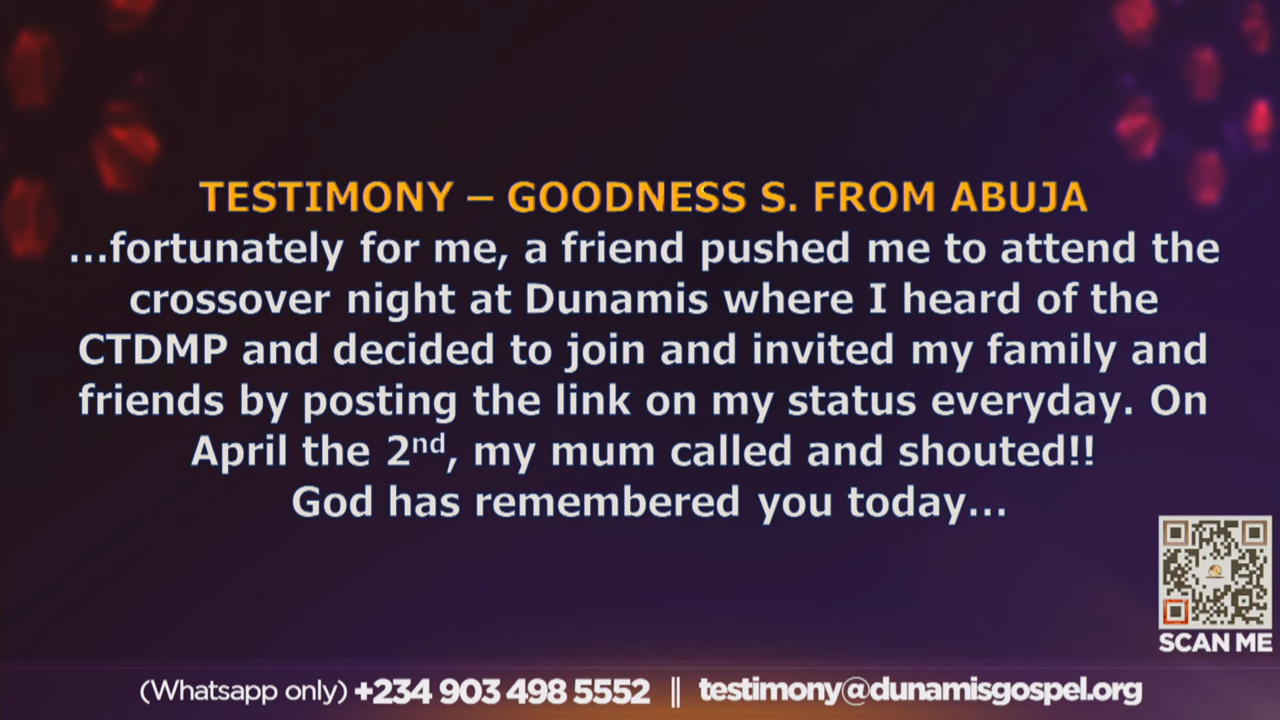 TESTIMONY – GOODNESS S. FROM ABUJA
...fortunately for me, a friend pushed me to attend the
crossover night at Dunamis where I heard of the
CTDMP and decided to join and invited my family and
friends by posting the link on my status everyday. On
April the 2nd, my mum called and shouted!!
God has remembered you today...
SCAN ME
(Whatsapp only) +234 903 498 5552 || testimony@dunamisgospel.org